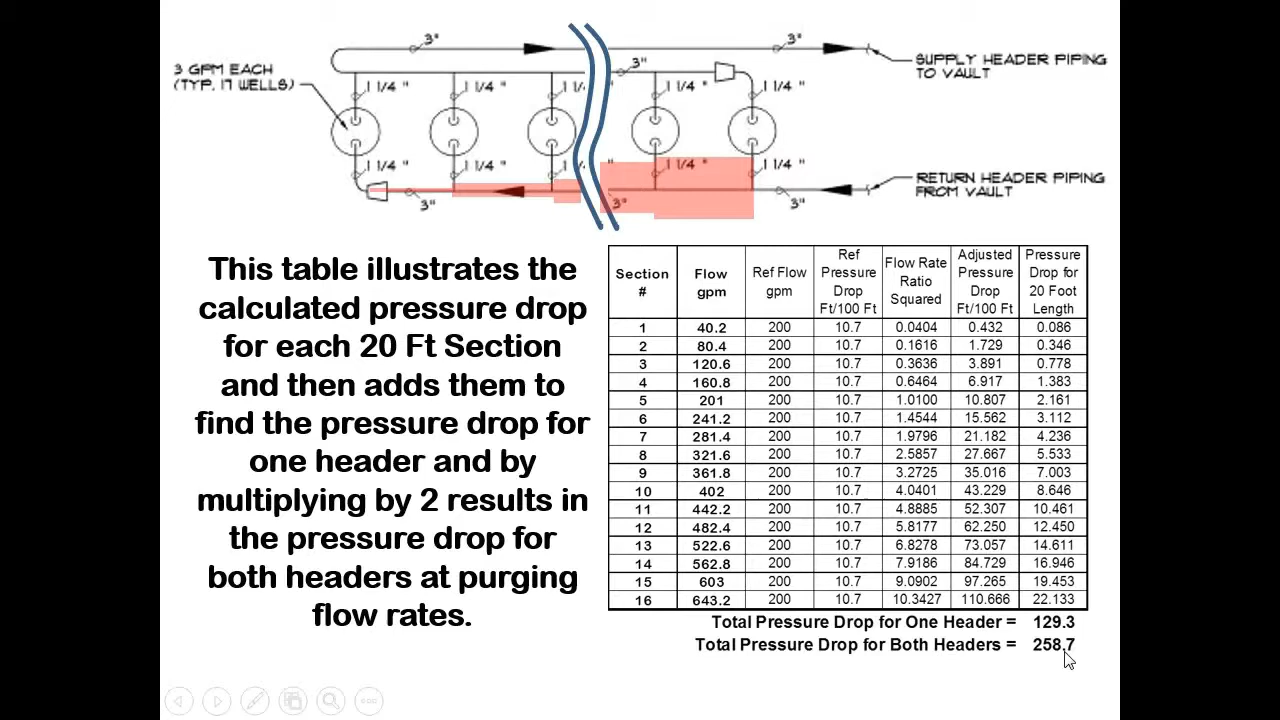 3"
3"
3 GPM EACH
(TYP. 17 WELLS)
3"
SUPPLY HEADER PIPING
TO VAULT
1 1/4 "
1 1/4 "
1 1/
1 1/4 "
1 1/4 "
1 1/4 "
1 1/4 "
1 1/
"
1 1/4 "
1 1/4 "
RETURN HEADER PIPING
FROM VAULT
3"
3"
3"
This table illustrates the
calculated pressure drop
for each 20 Ft Section
and then adds them to
find the pressure drop for
one header and by
multiplying by 2 results in
the pressure drop for
both headers at purging
flow rates.
Section # Flow gpm Ref Flow gpm Ref Pressure Drop Ft/100 Ft Flow Rate Ratio Squared Adjusted Pressure Drop Ft/100 Ft Pressure Drop for 20 Foot Length
1 40.2 200 10.7 0.0404 0.432 0.086
2 80.4 200 10.7 0.1616 1.729 0.346
3 120.6 200 10.7 0.3636 3.891 0.778
4 160.8 200 10.7 0.6464 6.917 1.383
5 201 200 10.7 1.0100 10.807 2.161
6 241.2 200 10.7 1.4544 15.562 3.112
7 281.4 200 10.7 1.9796 21.182 4.236
8 321.6 200 10.7 2.5857 27.667 5.533
9 361.8 200 10.7 3.2725 35.016 7.003
10 402 200 10.7 4.0401 43.229 8.646
11 442.2 200 10.7 4.8885 52.307 10.461
12 482.4 200 10.7 5.8177 62.250 12.450
13 522.6 200 10.7 6.8278 73.057 14.611
14 562.8 200 10.7 7.9186 84.729 16.946
15 603 200 10.7 9.0902 97.265 19.453
16 643.2 200 10.7 10.3427 110.666 22.133
Total Pressure Drop for One Header = 129.3
Total Pressure Drop for Both Headers = 258.7